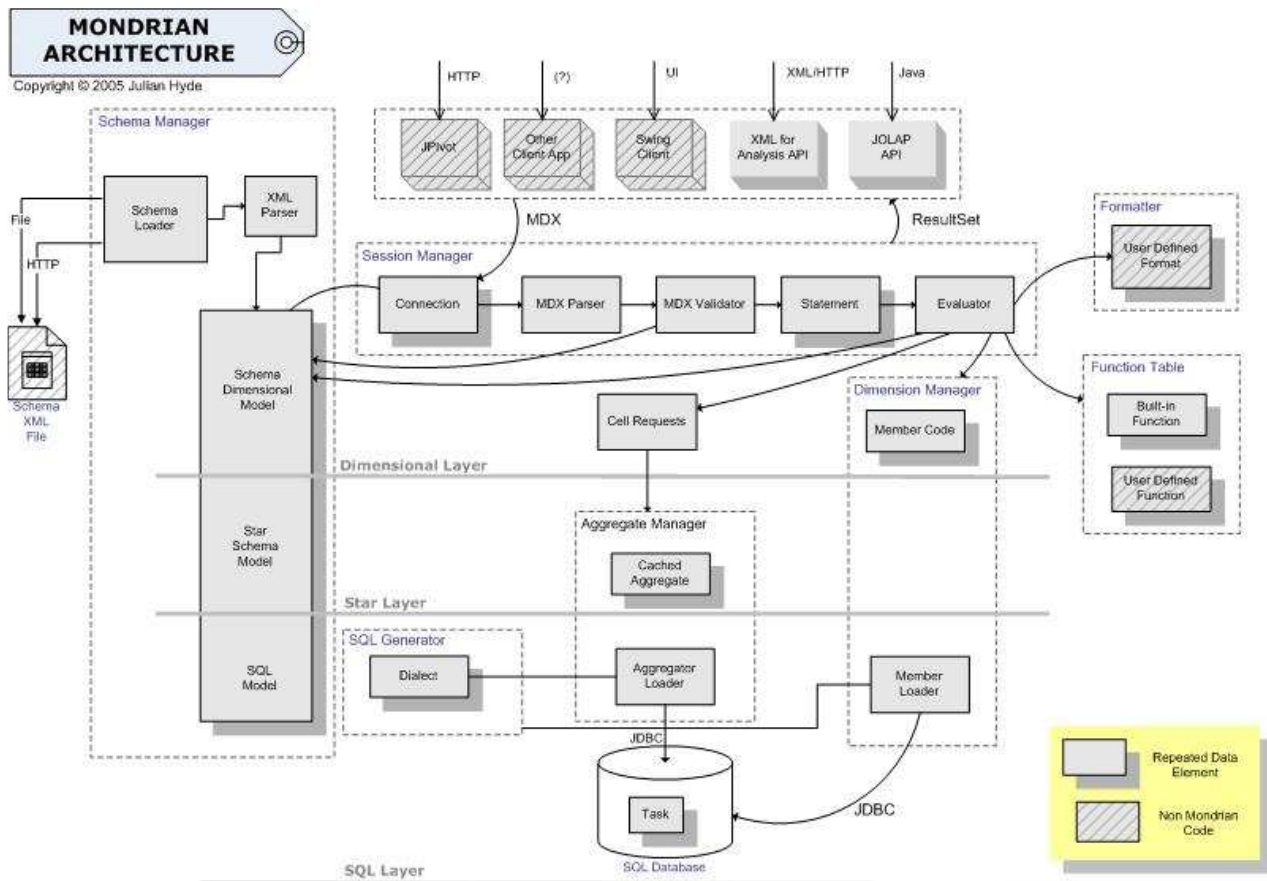 MONDRIAN
ARCHITECTURE
Copyright © 2005 Julian Hyde
HTTP
(?)
UI
XML/HTTP
Java
JPivot
Other
Client App
Swing
Client
XML for
Analysis API
JOLAP
API
Schema Manager
Schema
Loader
XML
Parser
File
HTTP
Schema
XML
File
MDX
ResultSet
Session Manager
Connection
MDX Parser
MDX Validator
Statement
Evaluator
Formatter
User Defined
Format
Schema
Dimensional
Model
Cell Requests
Dimension Manager
Member Code
Function Table
Built-in
Function
User Defined
Function
Dimensional Layer
Star
Schema
Model
Aggregate Manager
Cached
Aggregate
Star Layer
SQL Generator
Dialect
SQL
Model
Aggregator
Loader
Member
Loader
JDBC
JDBC
Task
SQL Database
SQL Layer
Repeated Data
Element
Non Mondrian
Code